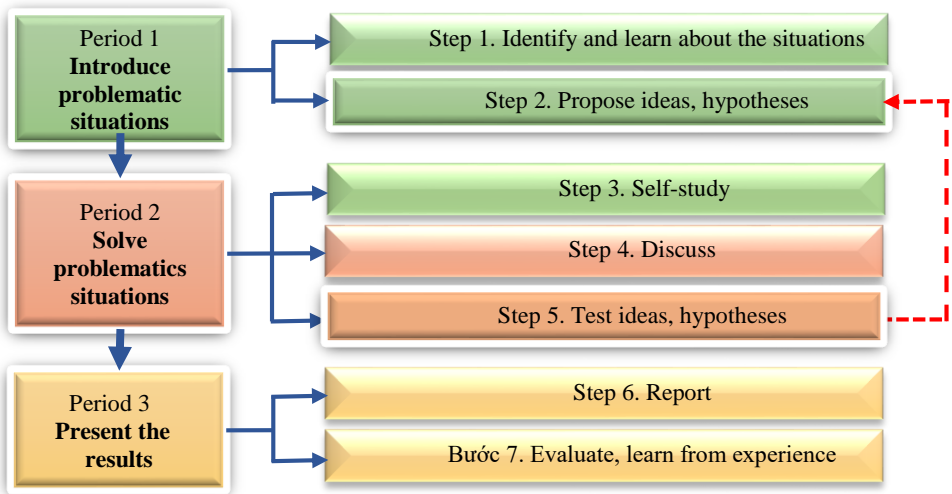 Period 1
Introduce
problematic
situations
Step 1. Identify and learn about the situations
Step 2. Propose ideas, hypotheses
Period 2
Solve
problematics
situations
Step 3. Self-study
Step 4. Discuss
Step 5. Test ideas, hypotheses
Period 3
Present the
results
Step 6. Report
Bước 7. Evaluate, learn from experience